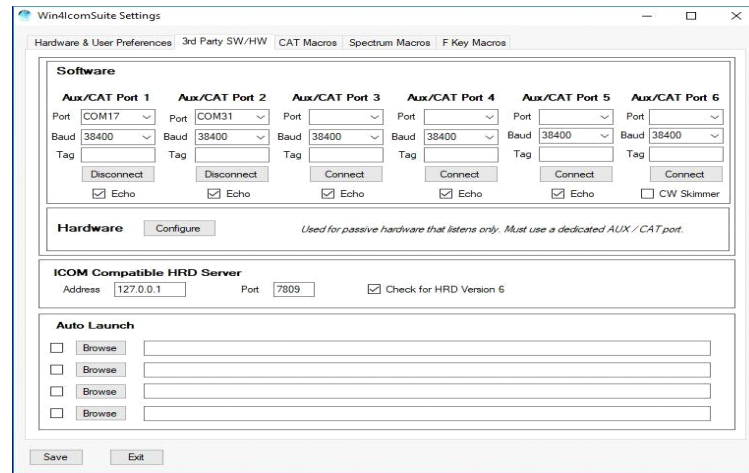 Win4IcomSuite Settings
Hardware & User Preferences 3rd Party SW/HW CAT Macros Spectrum Macros F Key Macros
Software
Aux/CAT Port 1 Aux/CAT Port 2 Aux/CAT Port 3 Aux/CAT Port 4 Aux/CAT Port 5 Aux/CAT Port 6
Port COM17 Port COM31 Port Port Port Port
Baud 38400 Baud 38400 Baud 38400 Baud 38400 Baud 38400 Baud 38400
Tag Tag Tag Tag Tag Tag
Disconnect Disconnect Connect Connect Connect Connect
Echo Echo Echo Echo Echo CW Skimmer
Hardware Configure Used for passive hardware that listens only. Must use a dedicated AUX / CAT port.
ICOM Compatible HRD Server
Address 127.0.0.1 Port 7809 Check for HRD Version 6
Auto Launch
Browse
Browse
Browse
Browse
Save Exit